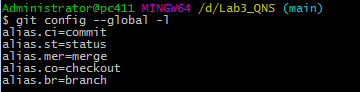 Administrator@pc411 MINGW64 /d/Lab3_QNS (main)
$ git config --global -l
alias.ci=commit
alias.st=status
alias.mer=merge
alias.co=checkout
alias.br=branch